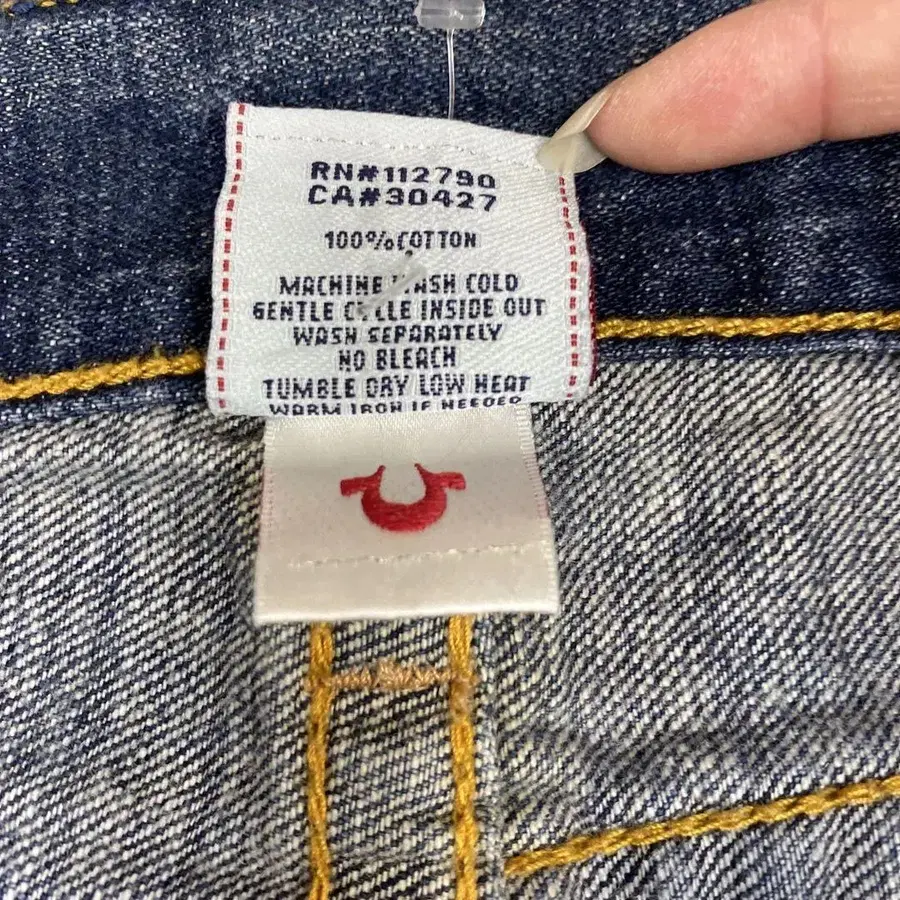 RN#112790
CA#30427
100% COTTON
MACHINE WASH COLD
GENTLE CYCLE INSIDE OUT
WASH SEPARATELY
NO BLEACH
TUMBLE DRY LOW HEAT
WARM IRON IF NEEDED